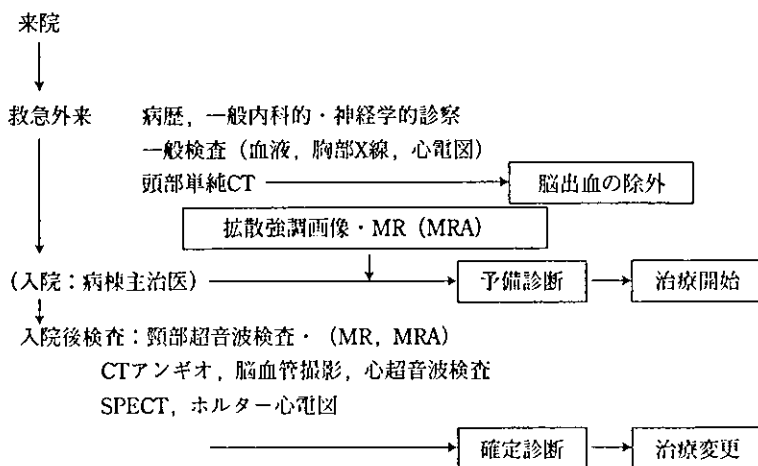 来院
救急外来 病歴，一般内科的・神経学的診察
一般検査（血液，胸部X線，心電図）
頭部単純CT 脳出血の除外
拡散強調画像・MR（MRA）
(入院：病棟主治医) 予備診断 治療開始
入院後検査：頸部超音波検査・（MR, MRA）
CTアンギオ，脳血管撮影，心超音波検査
SPECT，ホルター心電図
確定診断 治療変更